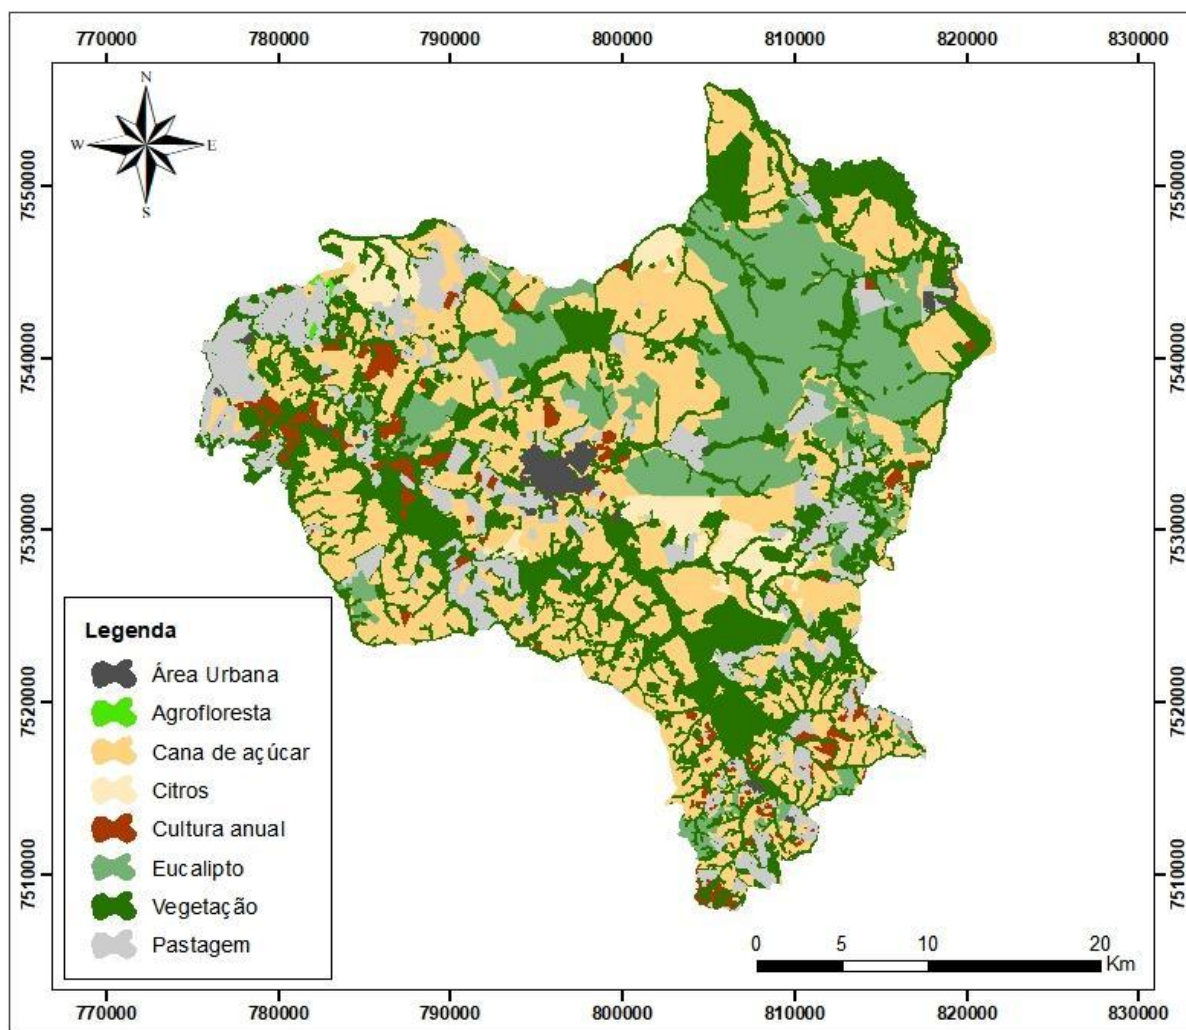 770000 780000 790000 800000 810000 820000 830000
N
W E
S
7550000 7550000
7540000 7540000
7530000 7530000
7520000 7520000
7510000 7510000
Legenda
Área Urbana
Agrofloresta
Cana de açúcar
Citros
Cultura anual
Eucalipto
Vegetação
Pastagem
0 5 10 20
Km
770000 780000 790000 800000 810000 820000 830000